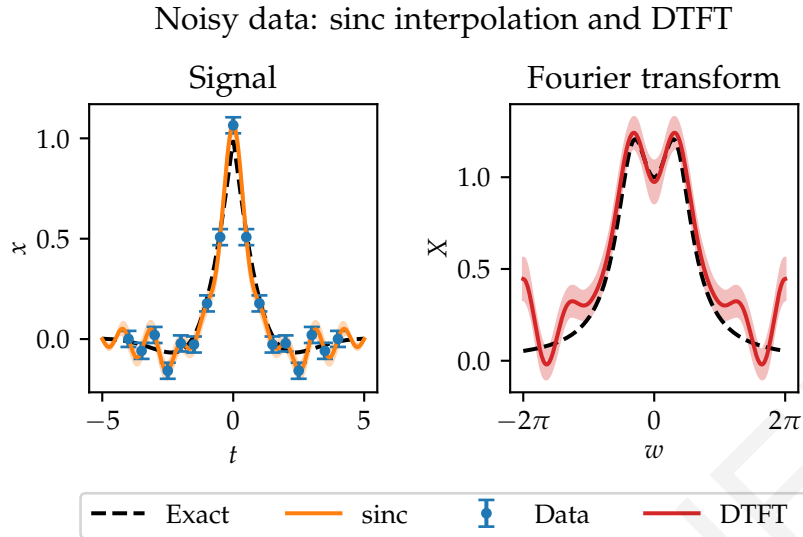 Noisy data: sinc interpolation and DTFT
Signal
Fourier transform
x
1.0
0.5
0.0
−5
0
5
t
X
1.0
0.5
0.0
−2π
0
2π
w
Exact
sinc
Data
DTFT